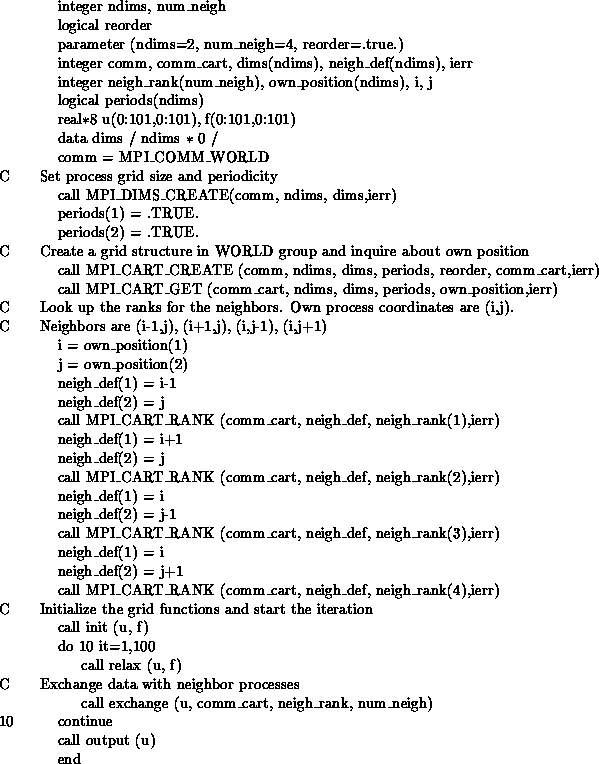 integer ndims, num_neigh
logical reorder
parameter (ndims=2, num_neigh=4, reorder=.true.)
integer comm, comm_cart, dims(ndims), neigh_def(ndims), ierr
integer neigh_rank(num_neigh), own_position(ndims), i, j
logical periods(ndims)
real*8 u(0:101,0:101), f(0:101,0:101)
data dims / ndims * 0 /
comm = MPI_COMM_WORLD
C Set process grid size and periodicity
call MPI_DIMS_CREATE(comm, ndims, dims,ierr)
periods(1) = .TRUE.
periods(2) = .TRUE.
C Create a grid structure in WORLD group and inquire about own position
call MPI_CART_CREATE (comm, ndims, dims, periods, reorder, comm_cart,ierr)
call MPI_CART_GET (comm_cart, ndims, dims, periods, own_position,ierr)
C Look up the ranks for the neighbors. Own process coordinates are (i,j).
C Neighbors are (i-1,j), (i+1,j), (i,j-1), (i,j+1)
i = own_position(1)
j = own_position(2)
neigh_def(1) = i-1
neigh_def(2) = j
call MPI_CART_RANK (comm_cart, neigh_def, neigh_rank(1),ierr)
neigh_def(1) = i+1
neigh_def(2) = j
call MPI_CART_RANK (comm_cart, neigh_def, neigh_rank(2),ierr)
neigh_def(1) = i
neigh_def(2) = j-1
call MPI_CART_RANK (comm_cart, neigh_def, neigh_rank(3),ierr)
neigh_def(1) = i
neigh_def(2) = j+1
call MPI_CART_RANK (comm_cart, neigh_def, neigh_rank(4),ierr)
C Initialize the grid functions and start the iteration
call init (u, f)
do 10 it=1,100
call relax (u, f)
C Exchange data with neighbor processes
call exchange (u, comm_cart, neigh_rank, num_neigh)
10 continue
call output (u)
end